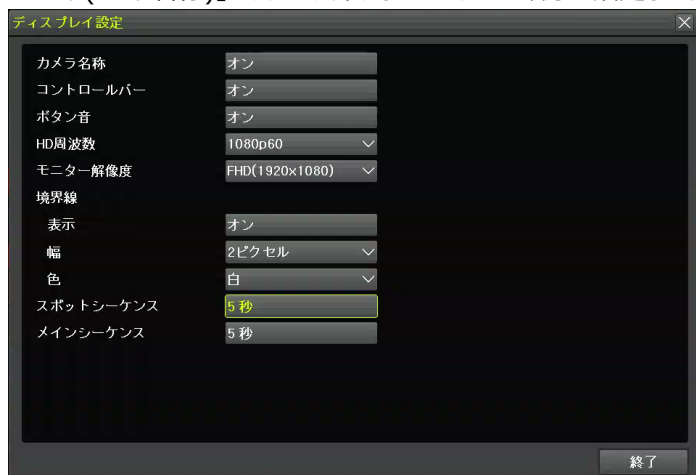 ディスプレイ設定
カメラ名称 オン
コントロールバー オン
ボタン音 オン
HD周波数 1080p60
モニター解像度 FHD(1920x1080)
境界線
表示 オン
幅 2ピクセル
色 白
スポットシーケンス 5 秒
メインシーケンス 5 秒
終了